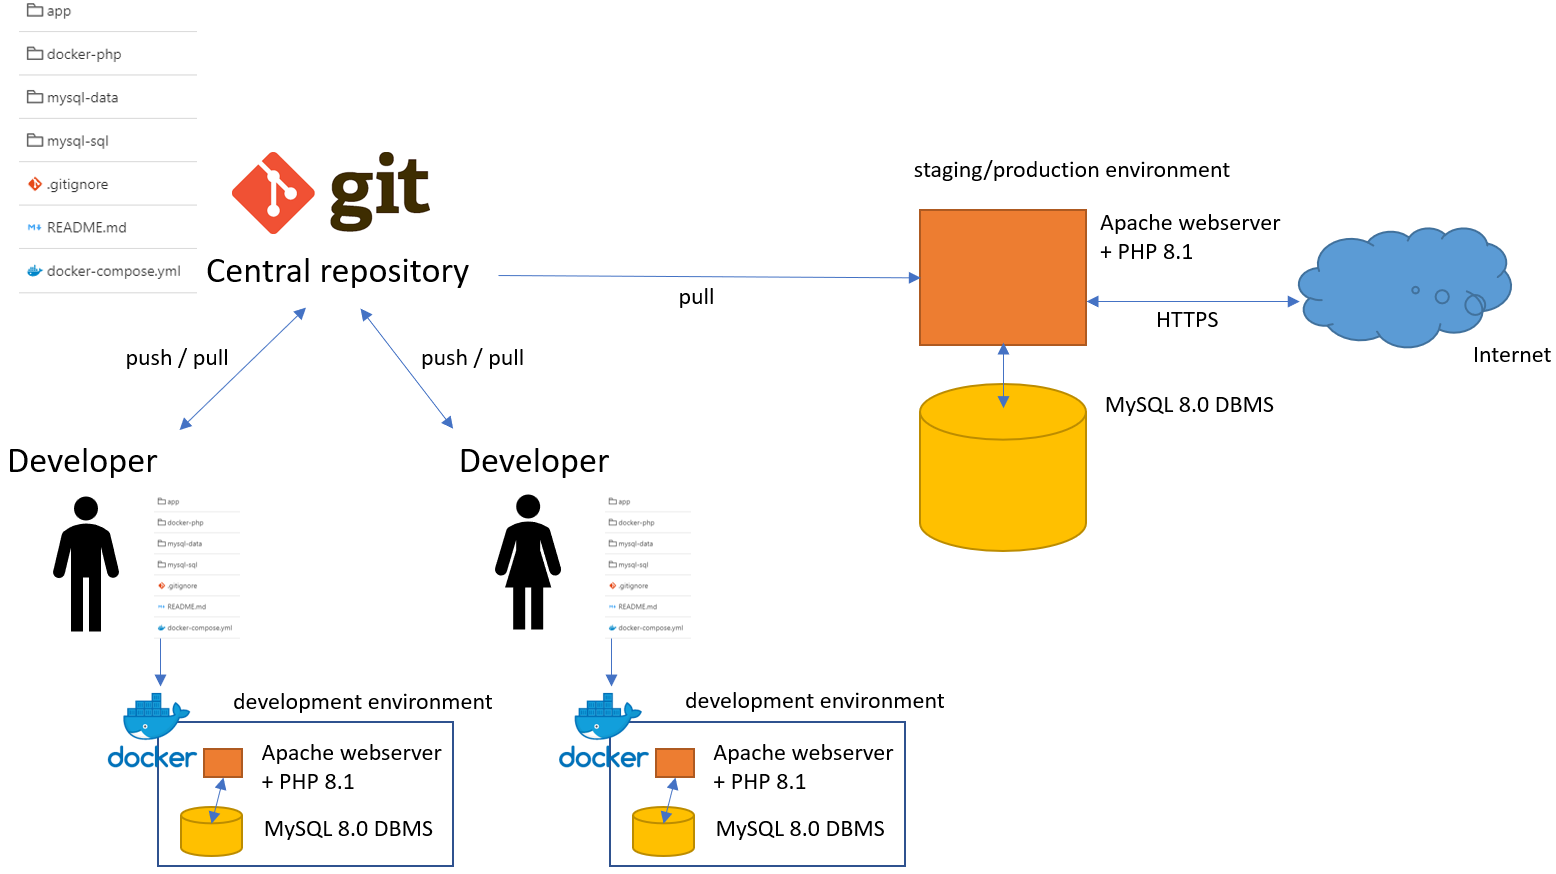 app
docker-php
mysql-data
mysql-sql
.gitignore
M↓ README.md
docker-compose.yml
git
Central repository
pull
push / pull
push / pull
staging/production environment
Apache webserver
+ PHP 8.1
HTTPS
Internet
MySQL 8.0 DBMS
Developer
app
docker-php
mysql-data
mysql-sql
.gitignore
M↓ README.md
docker-compose.yml
Developer
app
docker-php
mysql-data
mysql-sql
.gitignore
M↓ README.md
docker-compose.yml
development environment
docker
Apache webserver
+ PHP 8.1
MySQL 8.0 DBMS
development environment
docker
Apache webserver
+ PHP 8.1
MySQL 8.0 DBMS